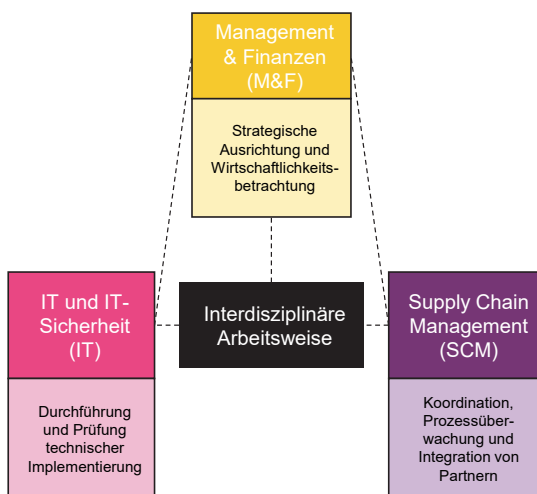 Management
& Finanzen
(M&F)
Strategische
Ausrichtung und
Wirtschaftlichkeits-
betrachtung
IT und IT-
Sicherheit
(IT)
Durchführung
und Prüfung
technischer
Implementierung
Interdisziplinäre
Arbeitsweise
Supply Chain
Management
(SCM)
Koordination,
Prozessüber-
wachung und
Integration von
Partnern